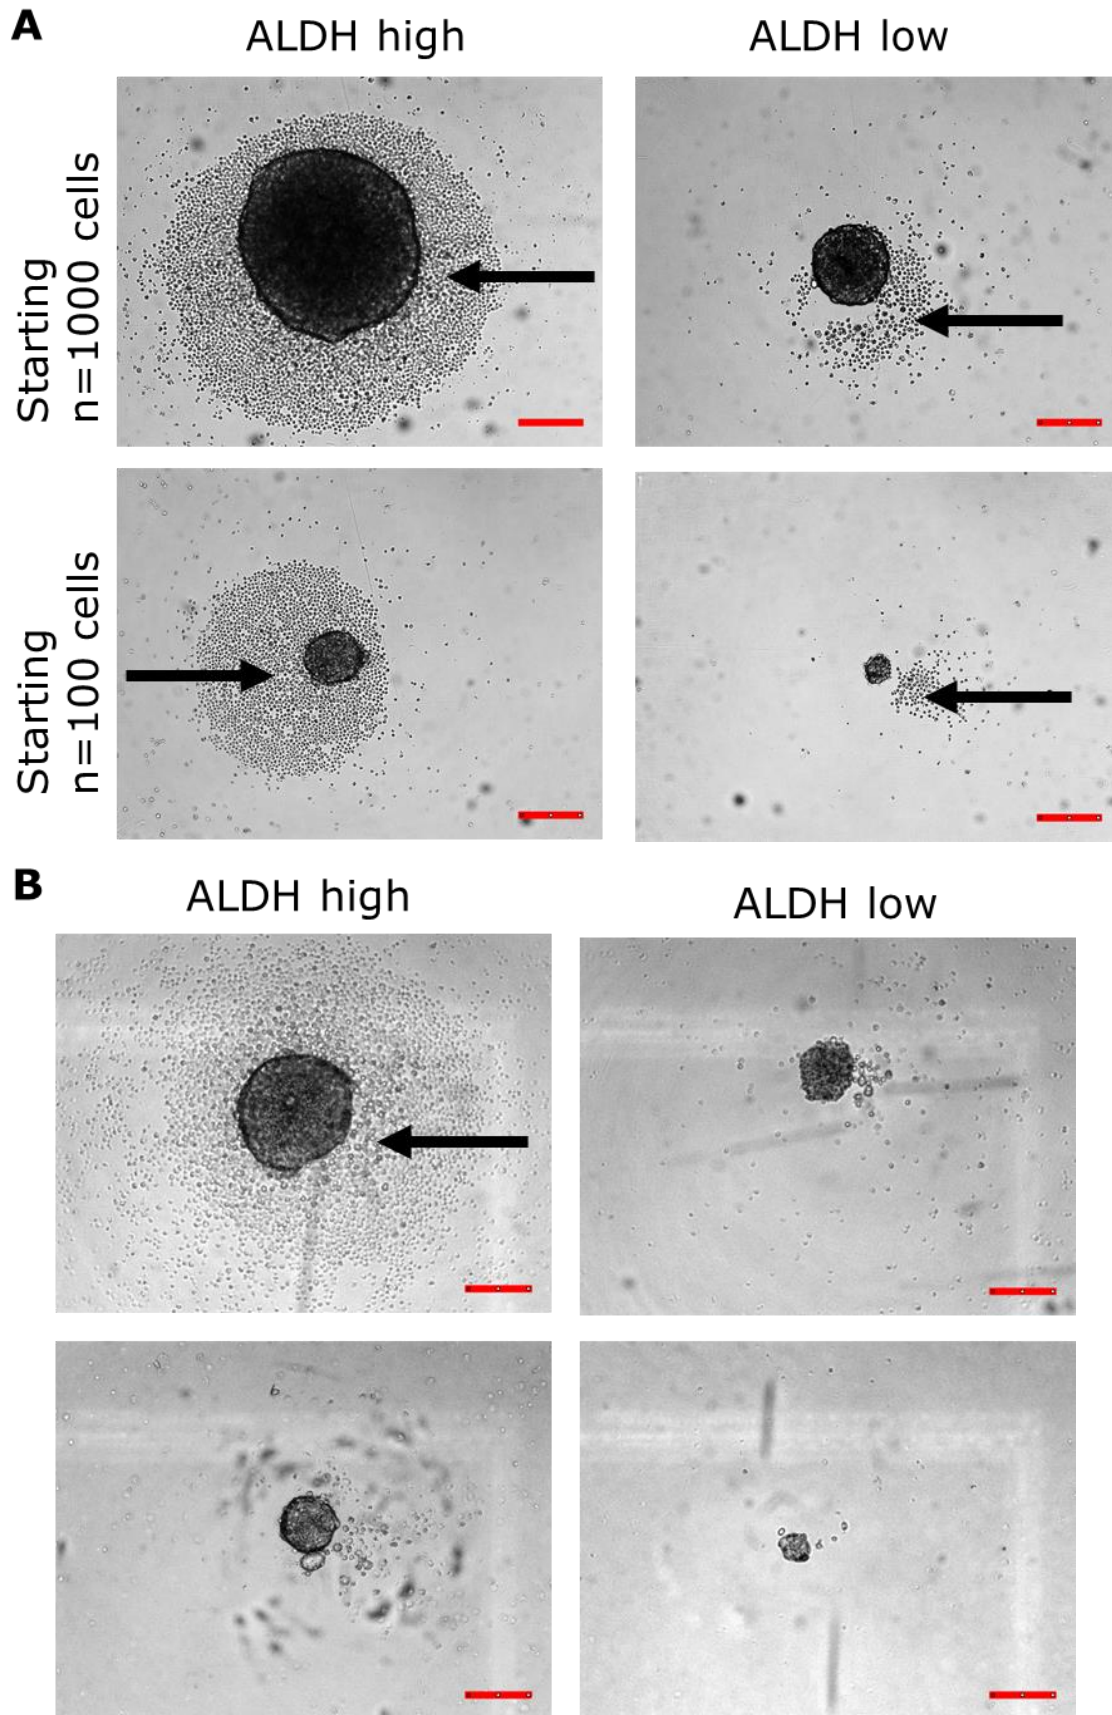 A
ALDH high
ALDH low
Starting
n=1000 cells
Starting
n=100 cells
B
ALDH high
ALDH low